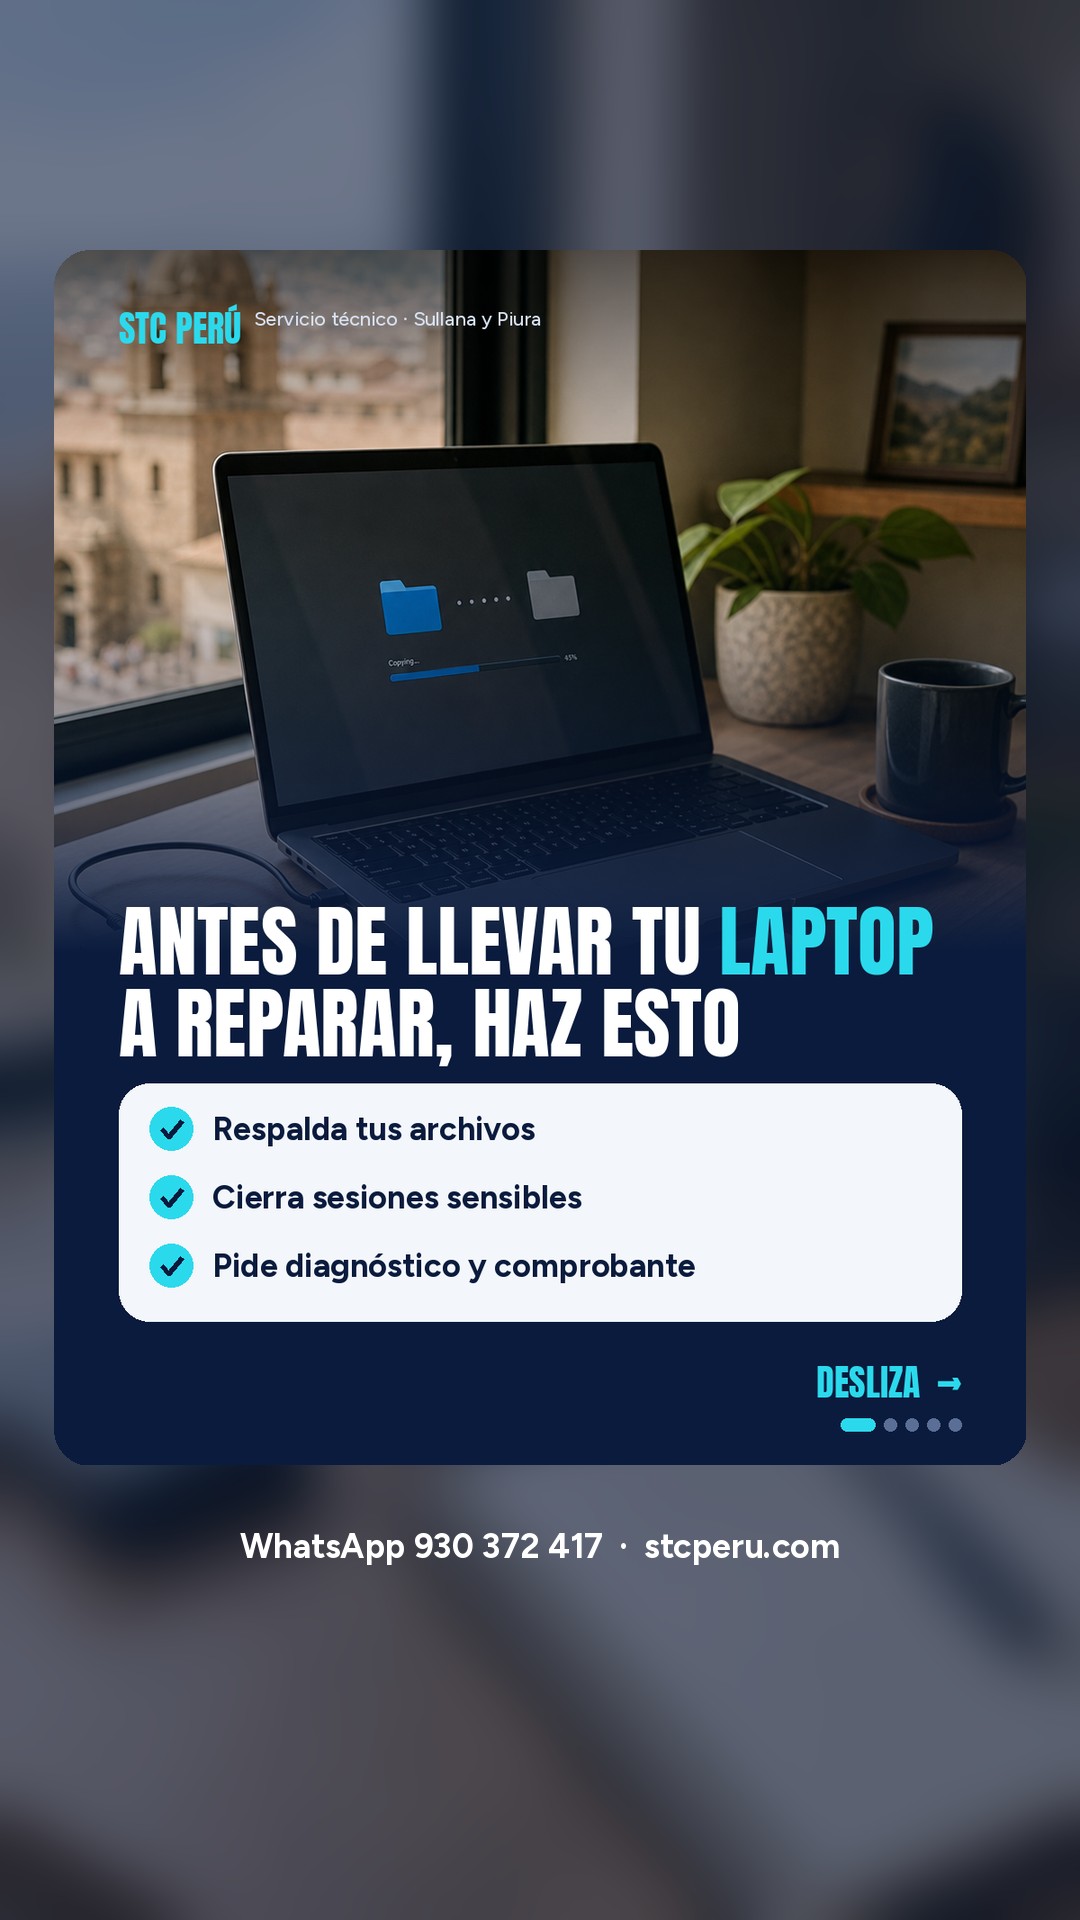 STC PERÚ Servicio técnico · Sullana y Piura
Copying...
45%
ANTES DE LLEVAR TU LAPTOP
A REPARAR, HAZ ESTO
Respalda tus archivos
Cierra sesiones sensibles
Pide diagnóstico y comprobante
DESLIZA →
WhatsApp 930 372 417 · stcperu.com